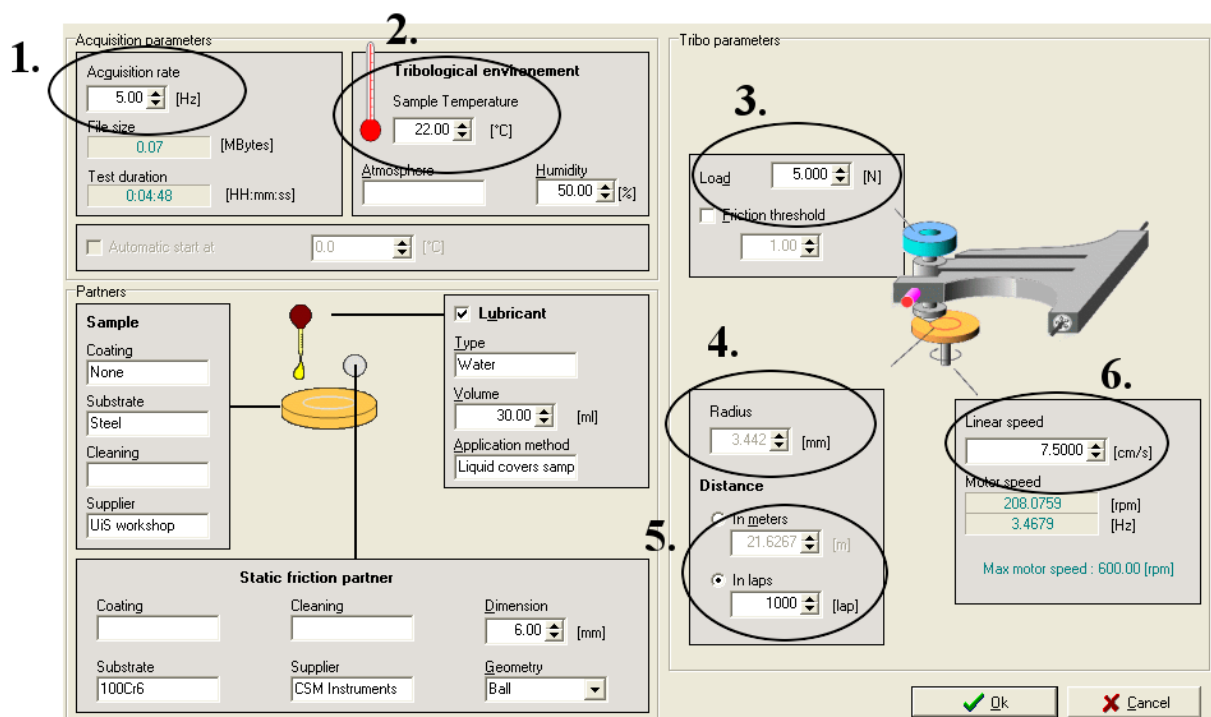 1.
Acquisition parameters
Acquisition rate
5.00 [Hz]
File size
0.07 [MBytes]
Test duration
0:04:48 [HH:mm:ss]
2.
Tribological environement
Sample Temperature
22.00 [°C]
Atmosphere
Humidity
50.00 [%]
Automatic start at 0.0 [°C]
Partners
Sample
Coating
None
Substrate
Steel
Cleaning
Supplier
UiS workshop
Lubricant
Type
Water
Volume
30.00 [ml]
Application method
Liquid covers samp
Static friction partner
Coating
Cleaning
Dimension
6.00 [mm]
Substrate
100Cr6
Supplier
CSM Instruments
Geometry
Ball
Tribo parameters
3.
Load 5.000 [N]
Friction threshold
1.00
4.
Radius
3.442 [mm]
Distance
5.
In meters
21.6267 [m]
In laps
1000 [lap]
6.
Linear speed
7.5000 [cm/s]
Motor speed
208.0759 [rpm]
3.4679 [Hz]
Max motor speed : 600.00 [rpm]
Ok
Cancel